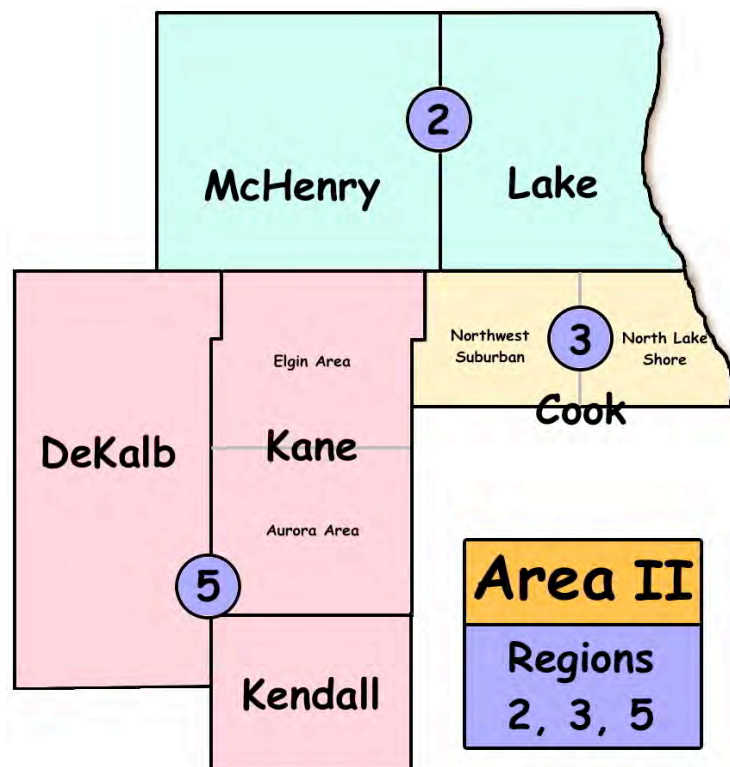 2
McHenry
Lake
Northwest
Suburban
3
North Lake
Shore
Elgin Area
Cook
DeKalb
Kane
Aurora Area
5
Kendall
Area II
Regions
2, 3, 5